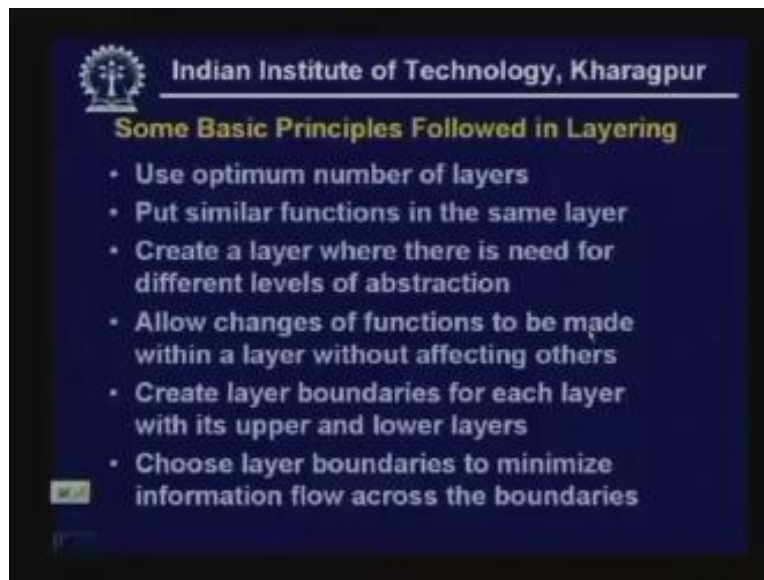 Indian Institute of Technology, Kharagpur
Some Basic Principles Followed in Layering
• Use optimum number of layers
• Put similar functions in the same layer
• Create a layer where there is need for
different levels of abstraction
• Allow changes of functions to be made
within a layer without affecting others
• Create layer boundaries for each layer
with its upper and lower layers
• Choose layer boundaries to minimize
information flow across the boundaries